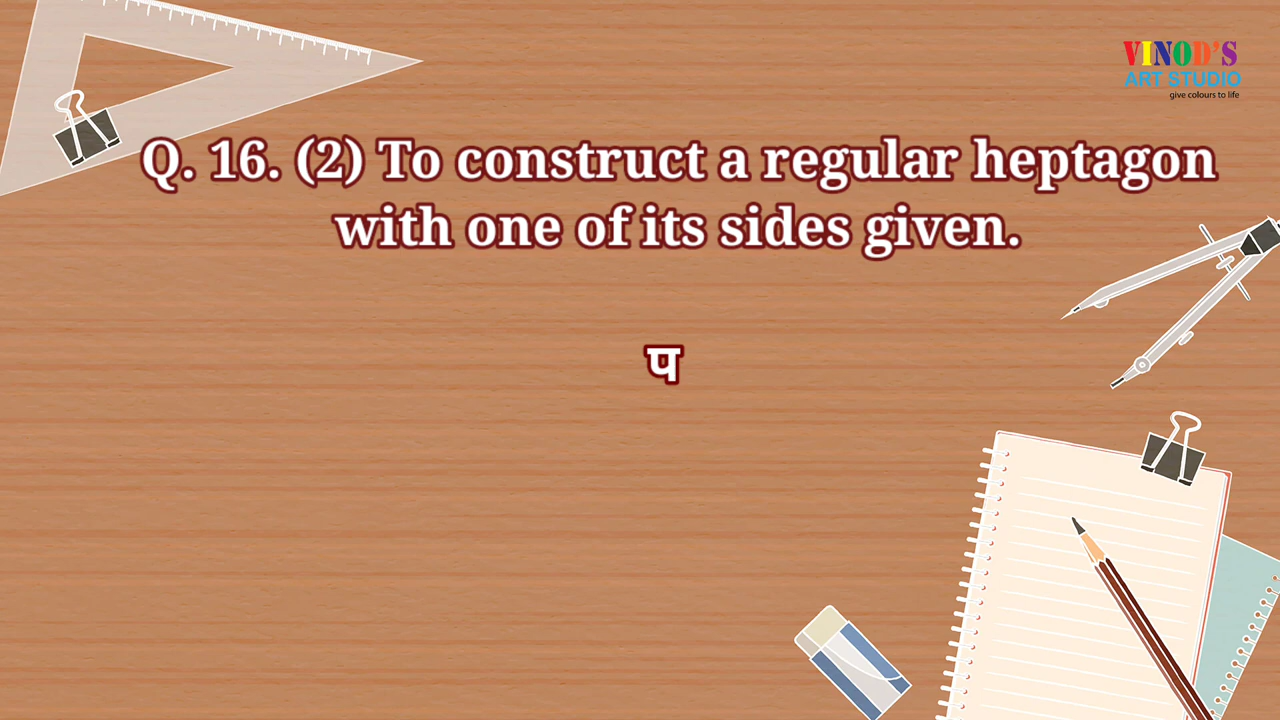 VINOD'S
ART STUDIO
give colours to life
Q. 16. (2) To construct a regular heptagon
with one of its sides given.
प